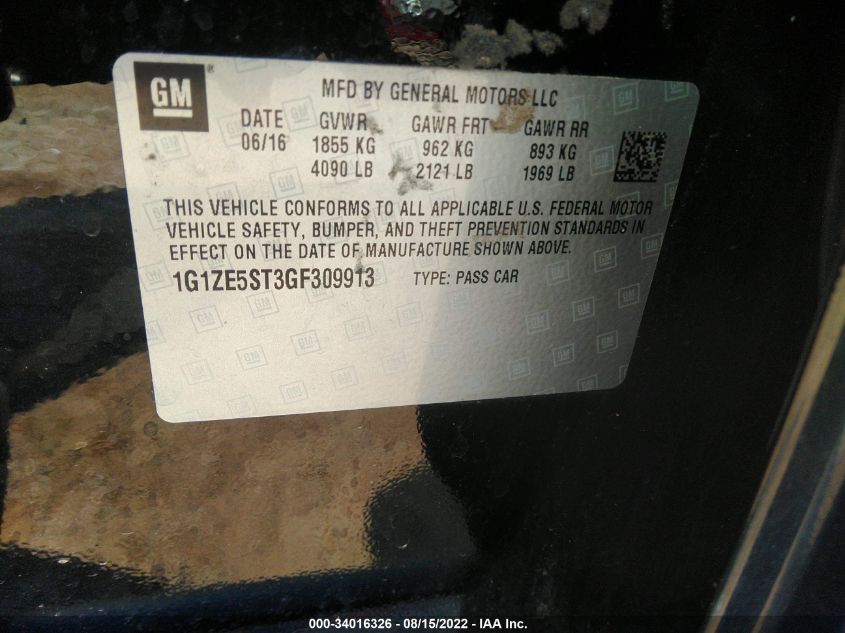 GM ®
MFD BY GENERAL MOTORS LLC
DATE GVWR GAWR FRT GAWR RR
06/16 1855 KG 962 KG 893 KG
4090 LB 2121 LB 1969 LB
THIS VEHICLE CONFORMS TO ALL APPLICABLE U.S. FEDERAL MOTOR
VEHICLE SAFETY, BUMPER, AND THEFT PREVENTION STANDARDS IN
EFFECT ON THE DATE OF MANUFACTURE SHOWN ABOVE.
1G1ZE5ST3GF309913 TYPE: PASS CAR
000-34016326 - 08/15/2022 - IAA Inc.